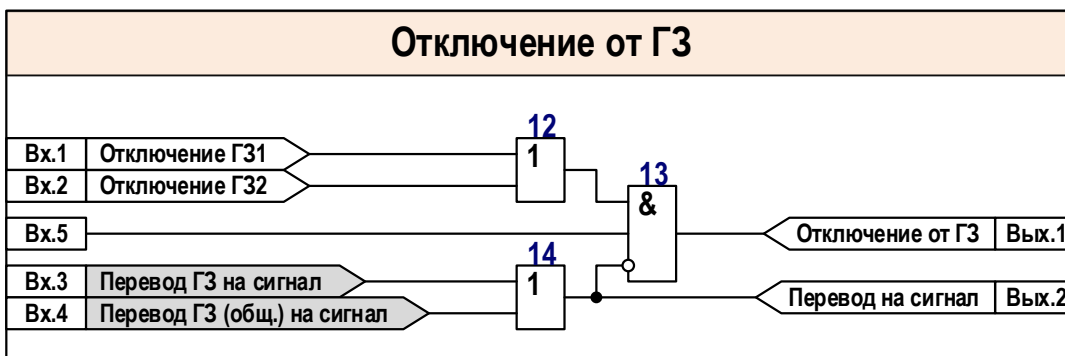 Отключение от ГЗ
12
Вх.1 Отключение ГЗ1
1
Вх.2 Отключение ГЗ2
13
&
Вх.5
Отключение от ГЗ Вых.1
14
Вх.3 Перевод ГЗ на сигнал
1
Перевод на сигнал Вых.2
Вх.4 Перевод ГЗ (общ.) на сигнал